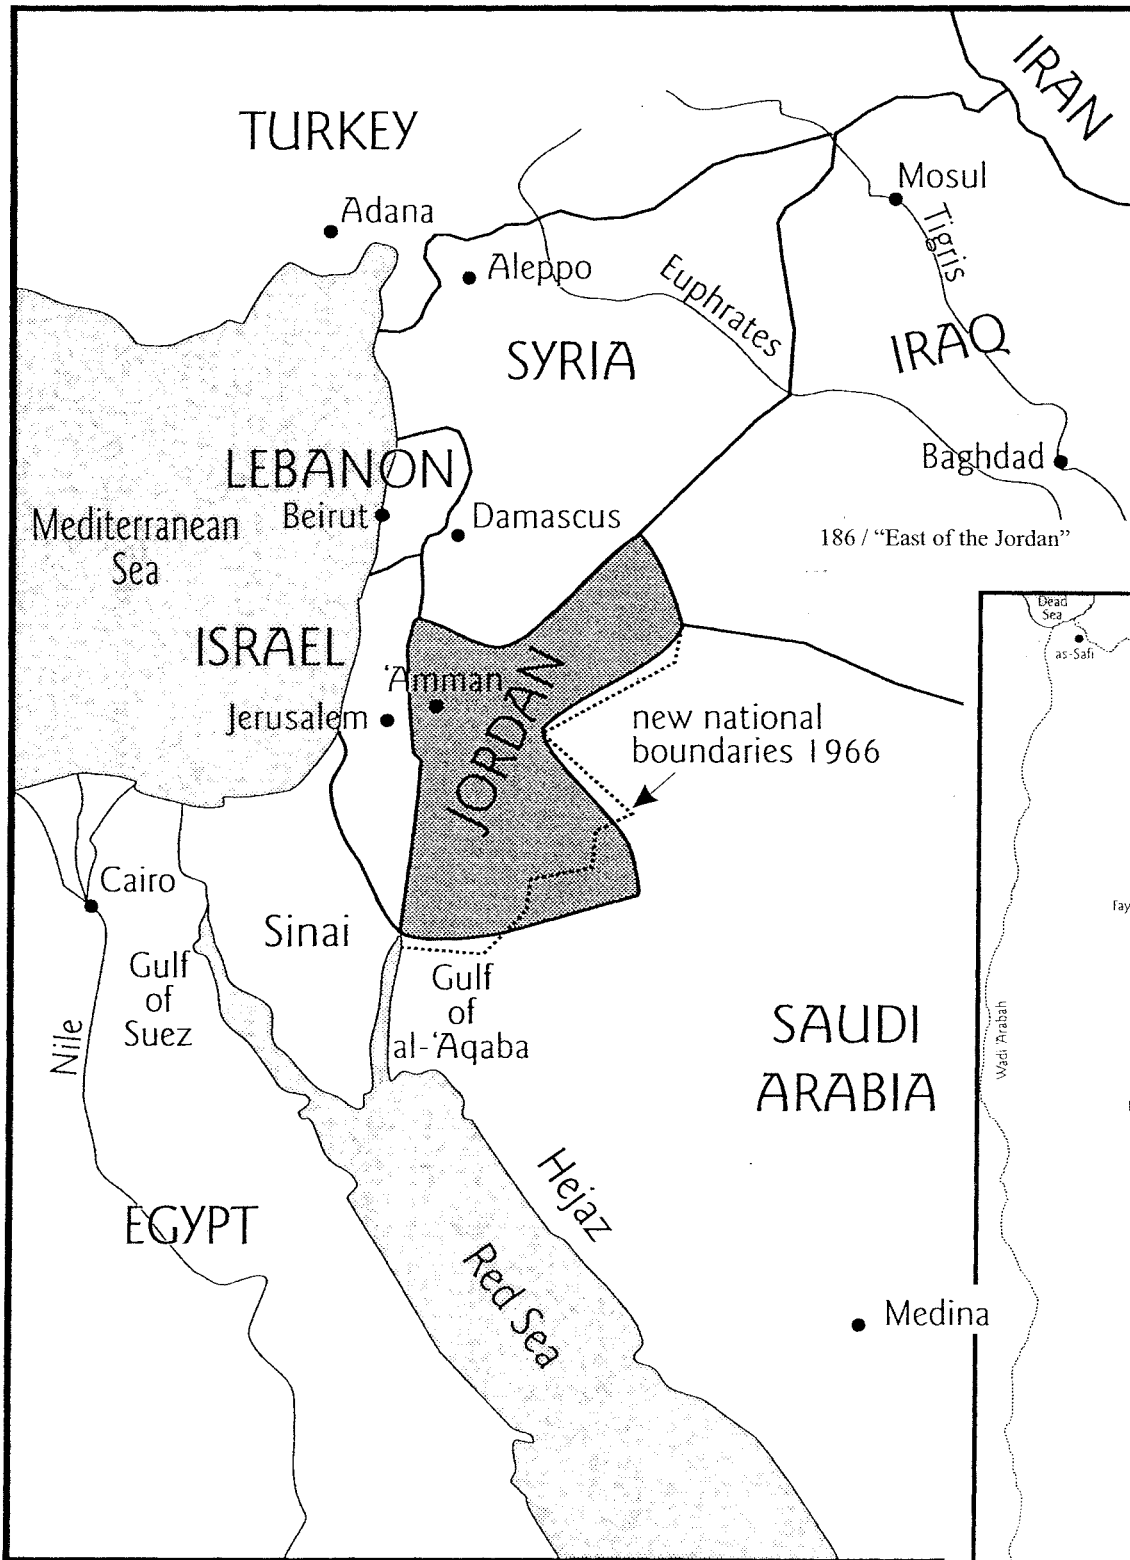 IRAN
TURKEY
Mosul
Adana
Tigris
Aleppo
Euphrates
IRAQ
SYRIA
LEBANON
Baghdad
Beirut
Damascus
Mediterranean
Sea
186 / “East of the Jordan”
Dead
Sea
as-Safi
ISRAEL
‘Amman
Jerusalem
JORDAN
new national
boundaries 1966
Cairo
Sinai
Gulf
of
Suez
Nile
Gulf
of
al-‘Aqaba
SAUDI
ARABIA
Wadi ‘Arabah
Hejaz
EGYPT
Red Sea
Medina